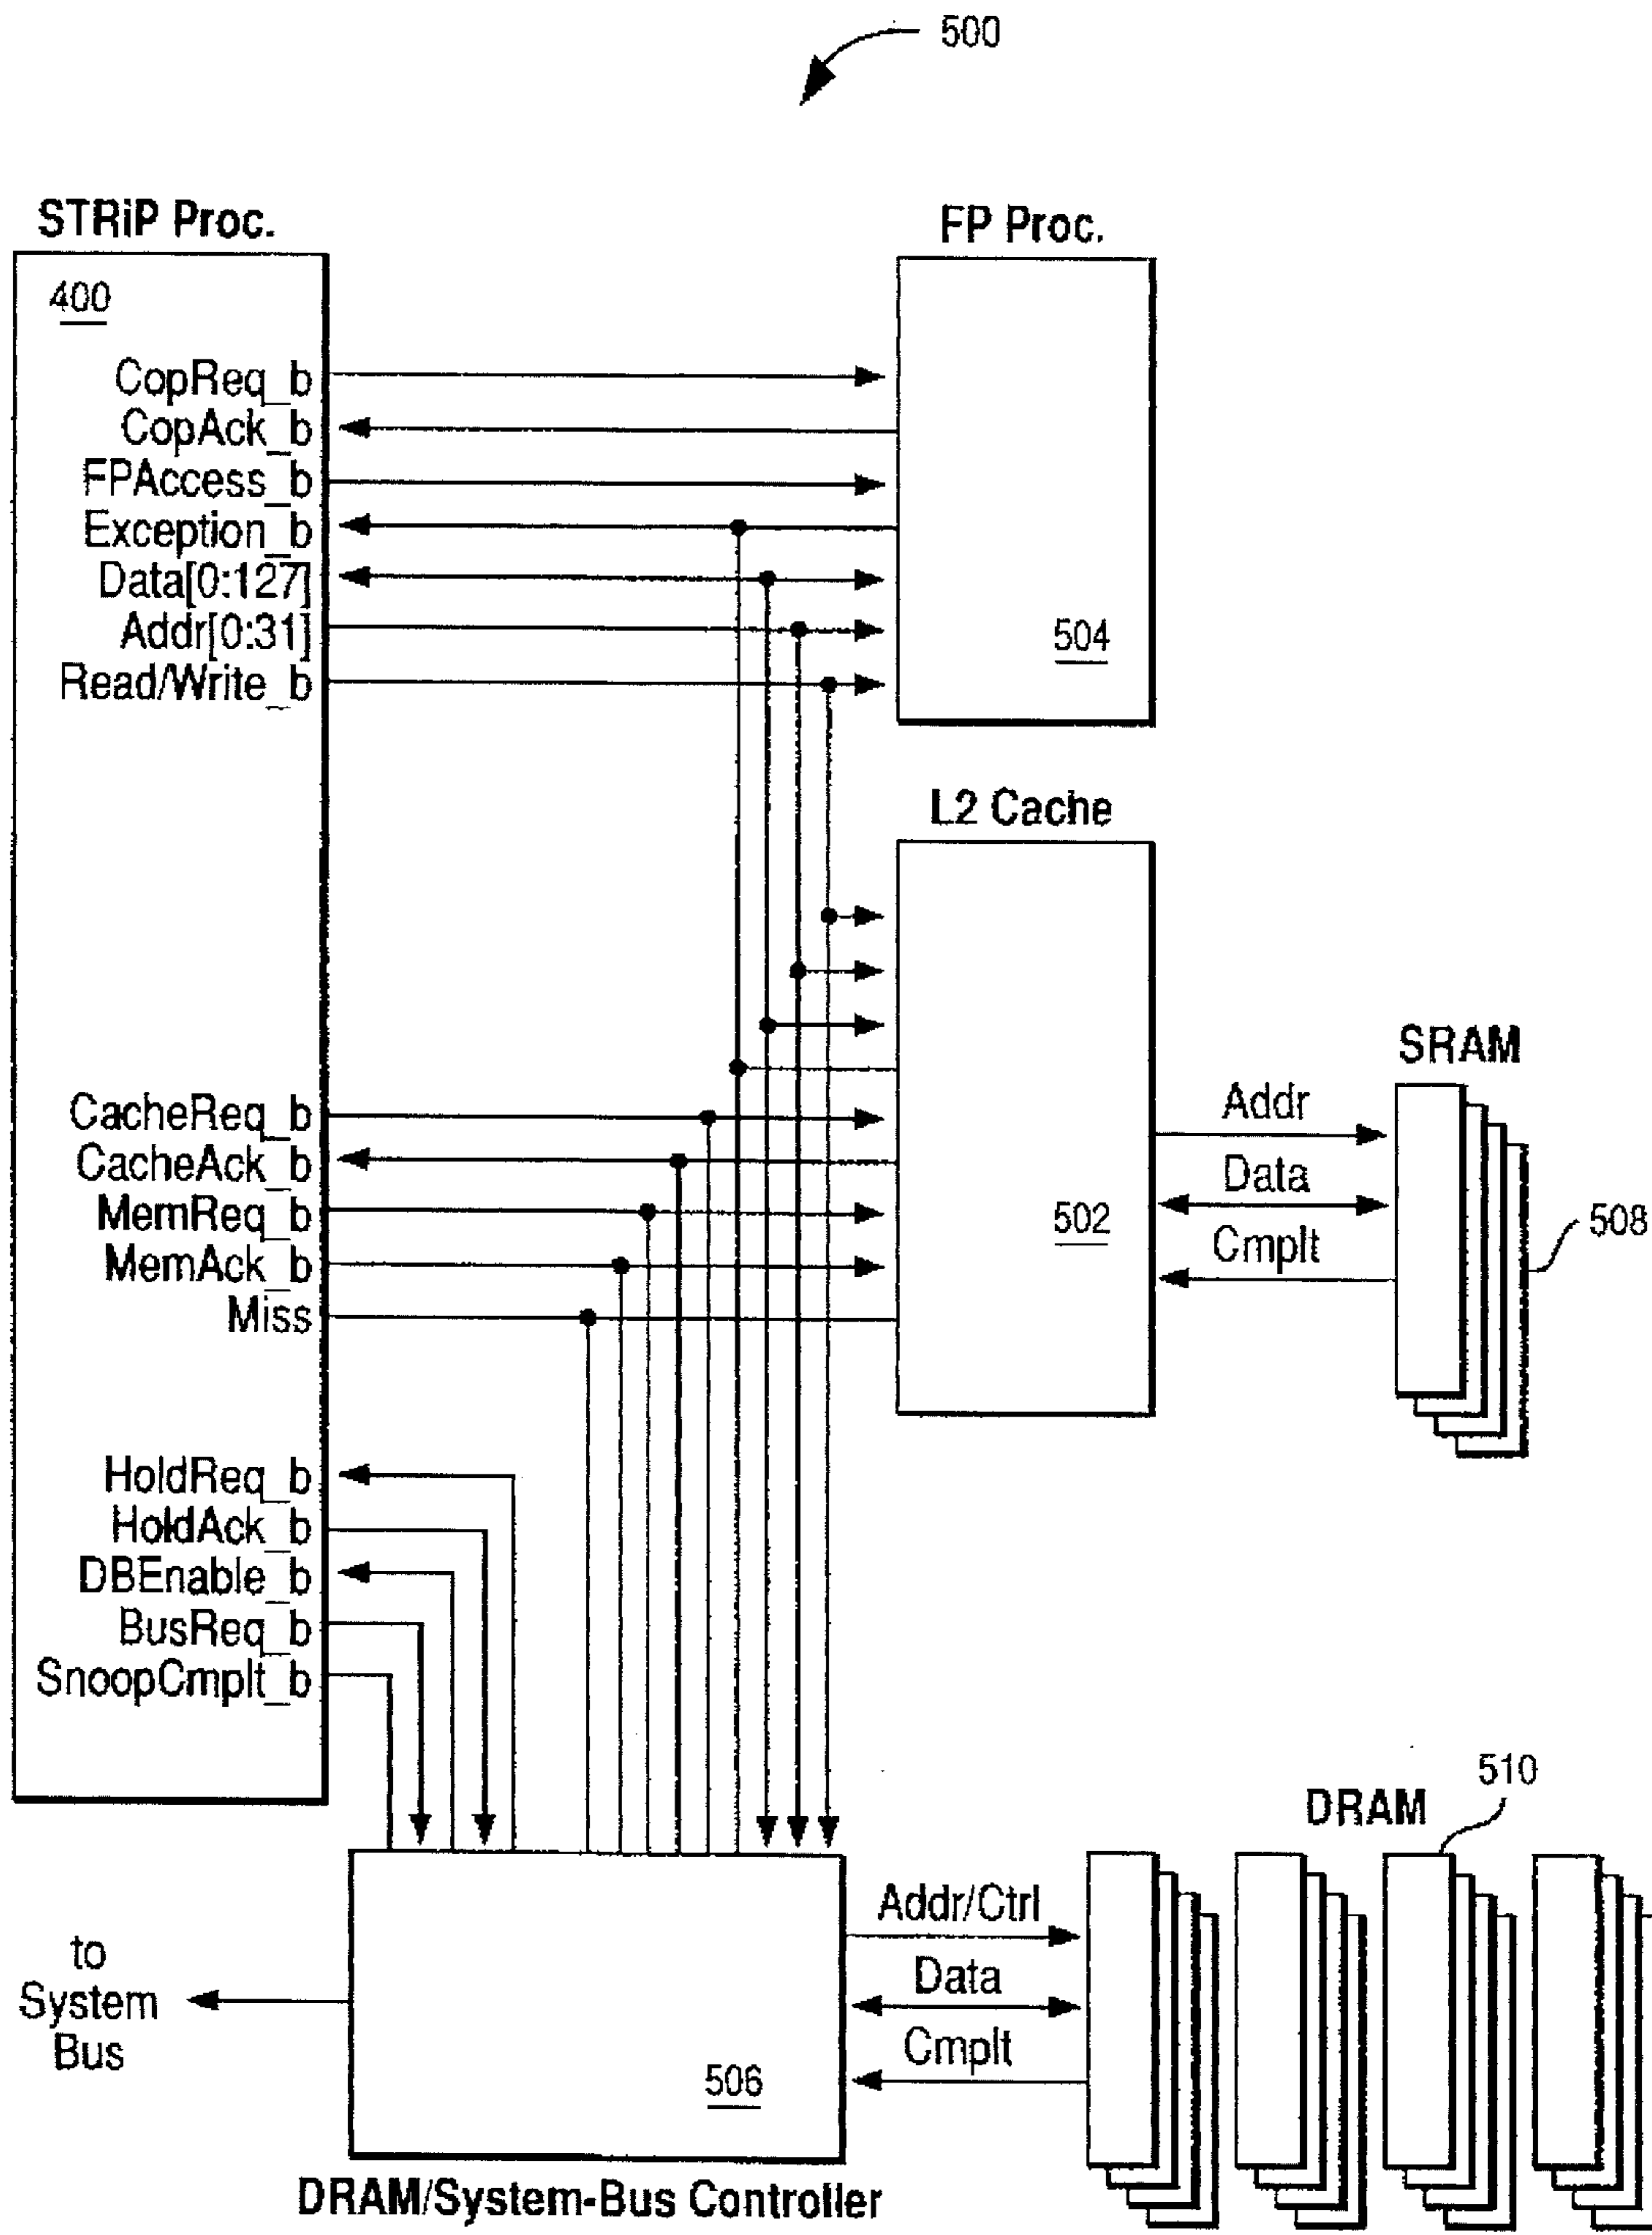 500
STRiP Proc.
FP Proc.
400
CopReq_b
CopAck_b
FPAccess_b
Exception_b
Data[0:127]
Addr[0:31]
504
Read/Write_b
L2 Cache
SRAM
CacheReq_b
Addr
CacheAck_b
Data
MemReq_b
502
508
Cmplt
MemAck_b
Miss
HoldReq_b
HoldAck_b
DBEnable_b
BusReq_b
SnoopCmplt_b
510
DRAM
Addr/Ctrl
to
System
Bus
Data
Cmplt
506
DRAM/System-Bus Controller